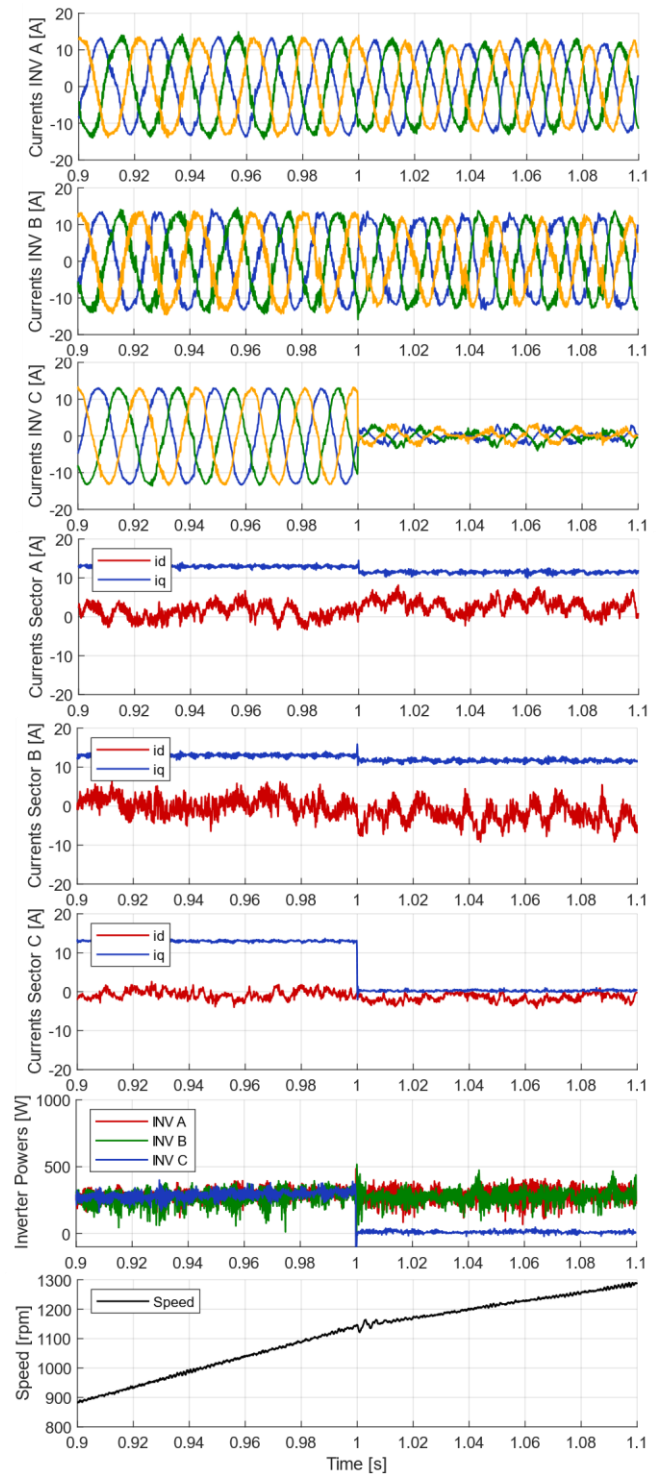 Currents INV A [A]
20
10
0
-10
-20
0.9 0.92 0.94 0.96 0.98 1 1.02 1.04 1.06 1.08 1.1
Currents INV B [A]
20
10
0
-10
-20
0.9 0.92 0.94 0.96 0.98 1 1.02 1.04 1.06 1.08 1.1
Currents INV C [A]
20
10
0
-10
-20
0.9 0.92 0.94 0.96 0.98 1 1.02 1.04 1.06 1.08 1.1
Currents Sector A [A]
20
10
0
-10
-20
id
iq
0.9 0.92 0.94 0.96 0.98 1 1.02 1.04 1.06 1.08 1.1
Currents Sector B [A]
20
10
0
-10
-20
id
iq
0.9 0.92 0.94 0.96 0.98 1 1.02 1.04 1.06 1.08 1.1
Currents Sector C [A]
20
10
0
-10
-20
id
iq
0.9 0.92 0.94 0.96 0.98 1 1.02 1.04 1.06 1.08 1.1
Inverter Powers [W]
1000
500
0
INV A
INV B
INV C
0.9 0.92 0.94 0.96 0.98 1 1.02 1.04 1.06 1.08 1.1
Speed [rpm]
1300
1200
1100
1000
900
800
Speed
0.9 0.92 0.94 0.96 0.98 1 1.02 1.04 1.06 1.08 1.1
Time [s]